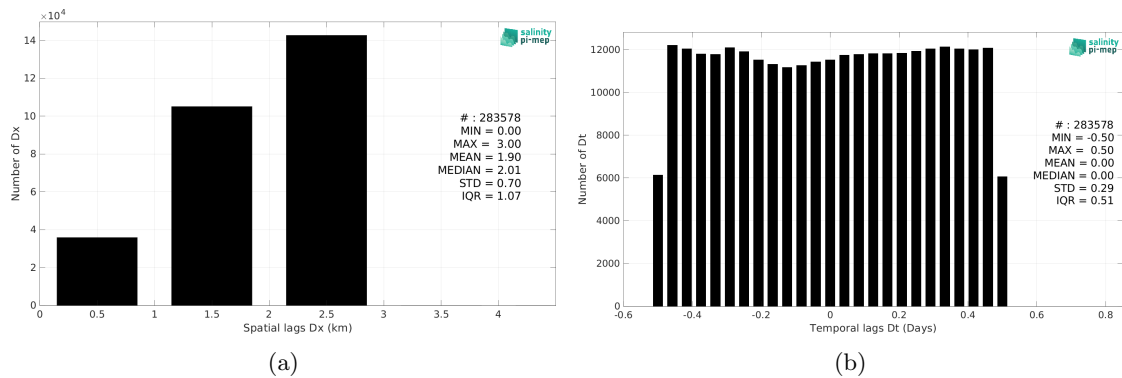 ×10⁴
14
12
10
8
6
4
2
0
Number of Dx
salinity
pi-mep
# : 283578
MIN = 0.00
MAX = 3.00
MEAN = 1.90
MEDIAN = 2.01
STD = 0.70
IQR = 1.07
0 0.5 1 1.5 2 2.5 3 3.5 4
Spatial lags Dx (km)
(a)
12000
10000
8000
6000
4000
2000
0
Number of Dt
salinity
pi-mep
# : 283578
MIN = -0.50
MAX = 0.50
MEAN = 0.00
MEDIAN = 0.00
STD = 0.29
IQR = 0.51
-0.6 -0.4 -0.2 0 0.2 0.4 0.6 0.8
Temporal lags Dt (Days)
(b)